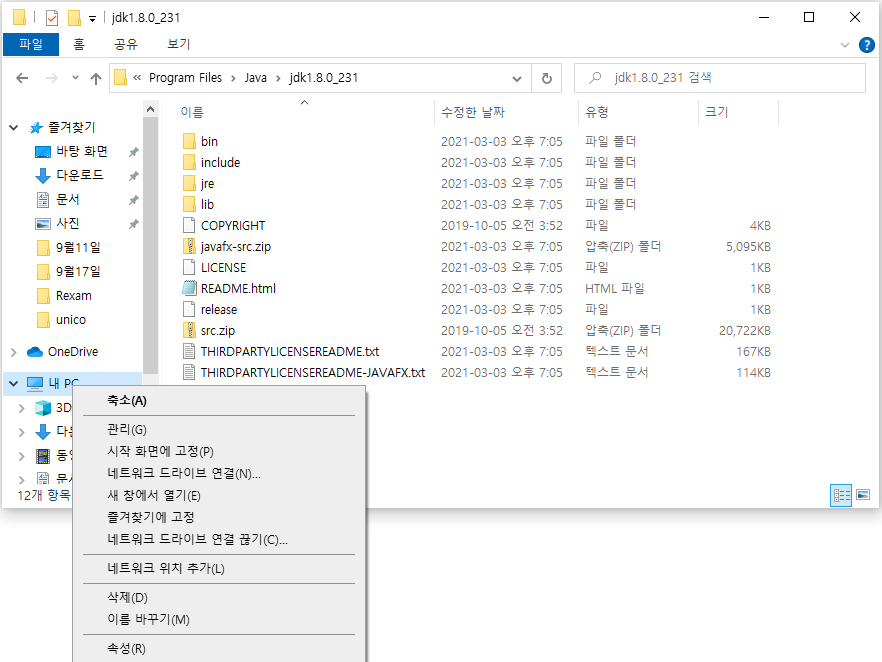 jdk1.8.0_231
파일 홈 공유 보기
« Program Files › Java › jdk1.8.0_231
jdk1.8.0_231 검색
이름 수정한 날짜 유형 크기
즐겨찾기
바탕 화면
다운로드
문서
사진
9월11일
9월17일
Rexam
unico
OneDrive
내 PC
3D
다운
동영
문서
12개 항목
bin 2021-03-03 오후 7:05 파일 폴더
include 2021-03-03 오후 7:05 파일 폴더
jre 2021-03-03 오후 7:05 파일 폴더
lib 2021-03-03 오후 7:05 파일 폴더
COPYRIGHT 2019-10-05 오전 3:52 파일 4KB
javafx-src.zip 2021-03-03 오후 7:05 압축(ZIP) 폴더 5,095KB
LICENSE 2021-03-03 오후 7:05 파일 1KB
README.html 2021-03-03 오후 7:05 HTML 파일 1KB
release 2021-03-03 오후 7:05 파일 1KB
src.zip 2019-10-05 오전 3:52 압축(ZIP) 폴더 20,722KB
THIRDPARTYLICENSEREADME.txt 2021-03-03 오후 7:05 텍스트 문서 167KB
THIRDPARTYLICENSEREADME-JAVAFX.txt 2021-03-03 오후 7:05 텍스트 문서 114KB
축소(A)
관리(G)
시작 화면에 고정(P)
네트워크 드라이브 연결(N)...
새 창에서 열기(E)
즐겨찾기에 고정
네트워크 드라이브 연결 끊기(C)...
네트워크 위치 추가(L)
삭제(D)
이름 바꾸기(M)
속성(R)